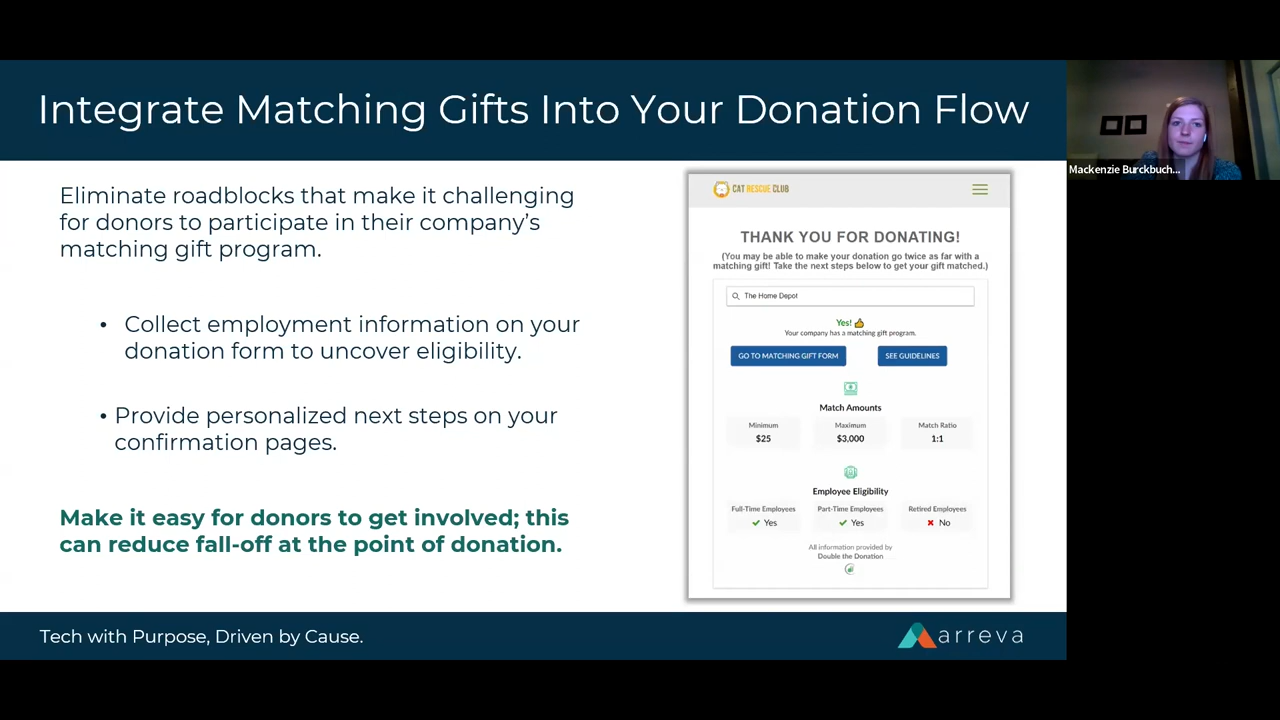 Integrate Matching Gifts Into Your Donation Flow
Mackenzie Burckbuch...
Eliminate roadblocks that make it challenging
for donors to participate in their company’s
matching gift program.
• Collect employment information on your
donation form to uncover eligibility.
• Provide personalized next steps on your
confirmation pages.
Make it easy for donors to get involved; this
can reduce fall-off at the point of donation.
CAT RESCUE CLUB
THANK YOU FOR DONATING!
(You may be able to make your donation go twice as far with a
matching gift! Take the next steps below to get your gift matched.)
The Home Depot
Yes!
Your company has a matching gift program.
GO TO MATCHING GIFT FORM SEE GUIDELINES
Match Amounts
Minimum Maximum Match Ratio
$25 $3,000 1:1
Employee Eligibility
Full-Time Employees Part-Time Employees Retired Employees
Yes Yes No
All information provided by
Double the Donation
Tech with Purpose, Driven by Cause.
arreva